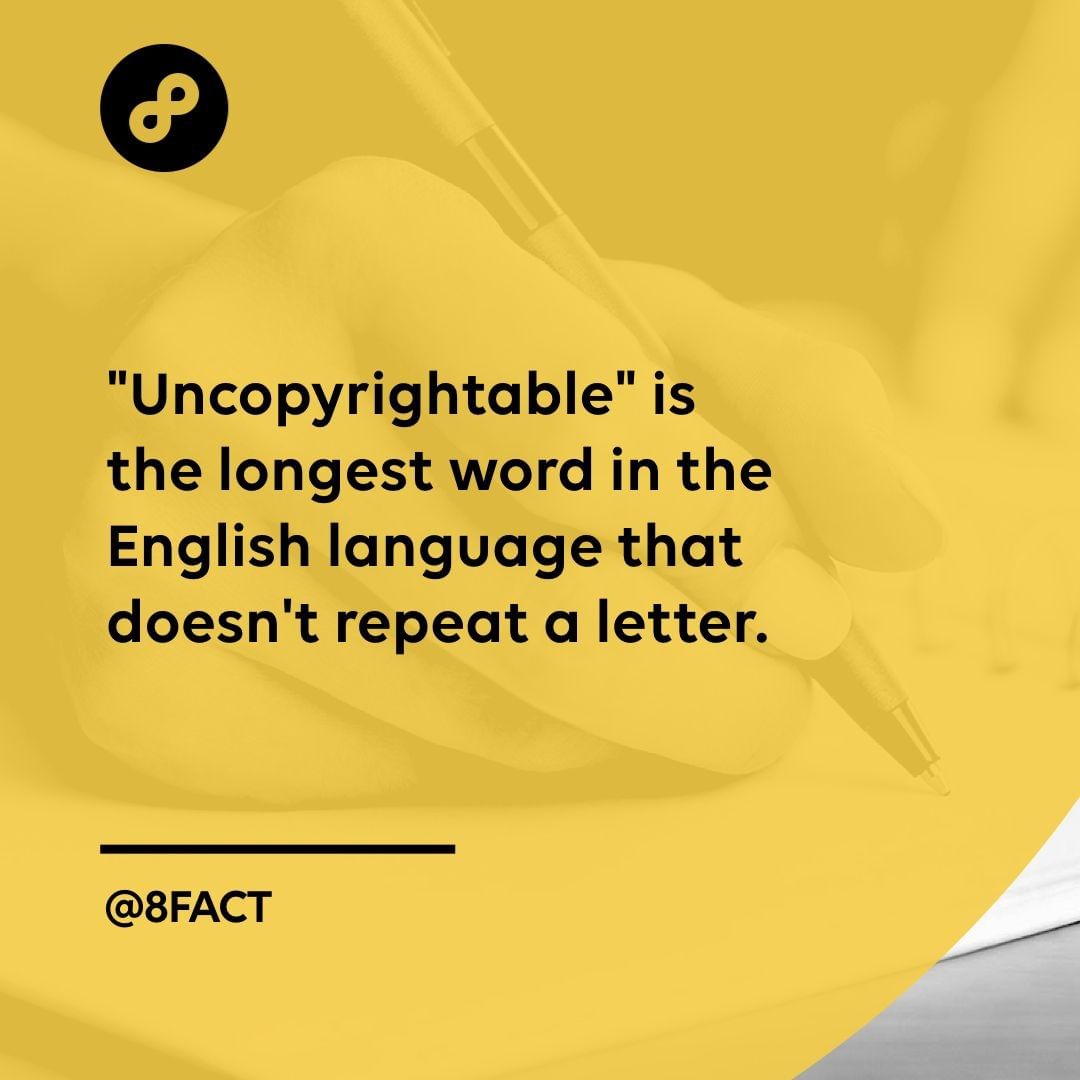 "Uncopyrightable" is
the longest word in the
English language that
doesn't repeat a letter.
@8FACT